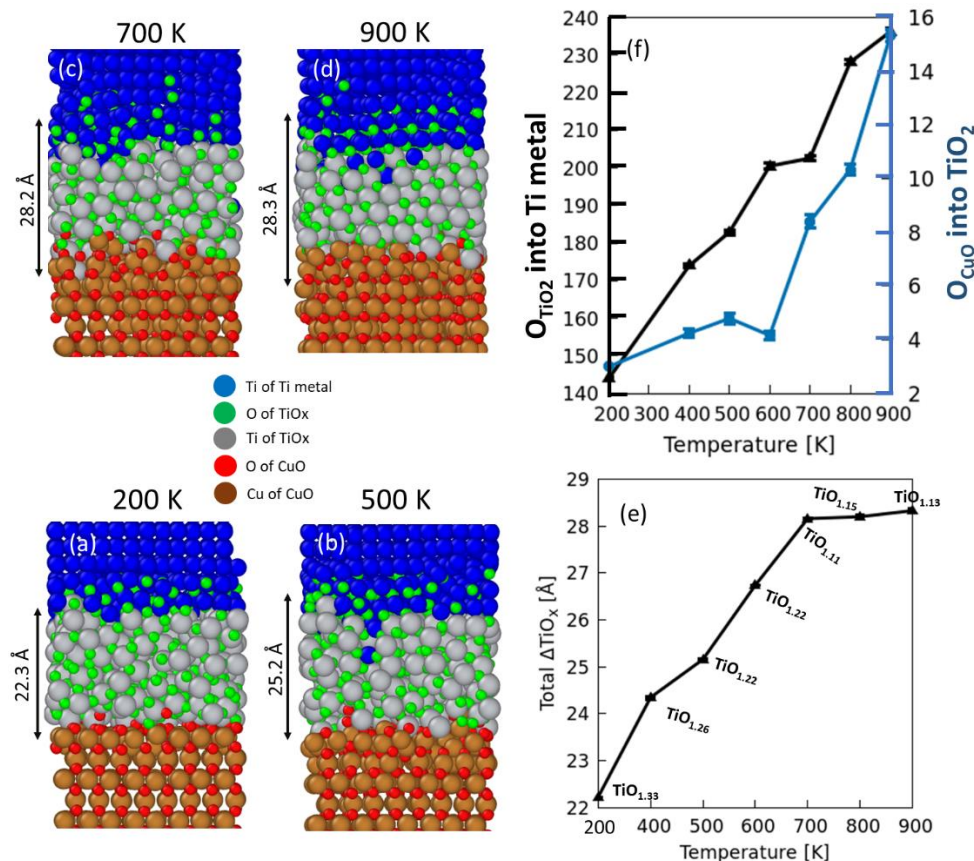 700 K
(c)
28.2 Å
900 K
(d)
28.3 Å
Ti of Ti metal
O of TiOx
Ti of TiOx
O of CuO
Cu of CuO
200 K
(a)
22.3 Å
500 K
(b)
25.2 Å
(f)
O_TiO2 into Ti metal
240
230
220
210
200
190
180
170
160
150
140
O_CuO into TiO₂
16
14
12
10
8
6
4
2
200 300 400 500 600 700 800 900
Temperature [K]
(e)
Total ΔTiOₓ [Å]
29
28
27
26
25
24
23
22
TiO₁.₃₃
TiO₁.₂₆
TiO₁.₂₂
TiO₁.₂₂
TiO₁.₁₁
TiO₁.₁₅
TiO₁.₁₃
200 400 500 600 700 800 900
Temperature [K]